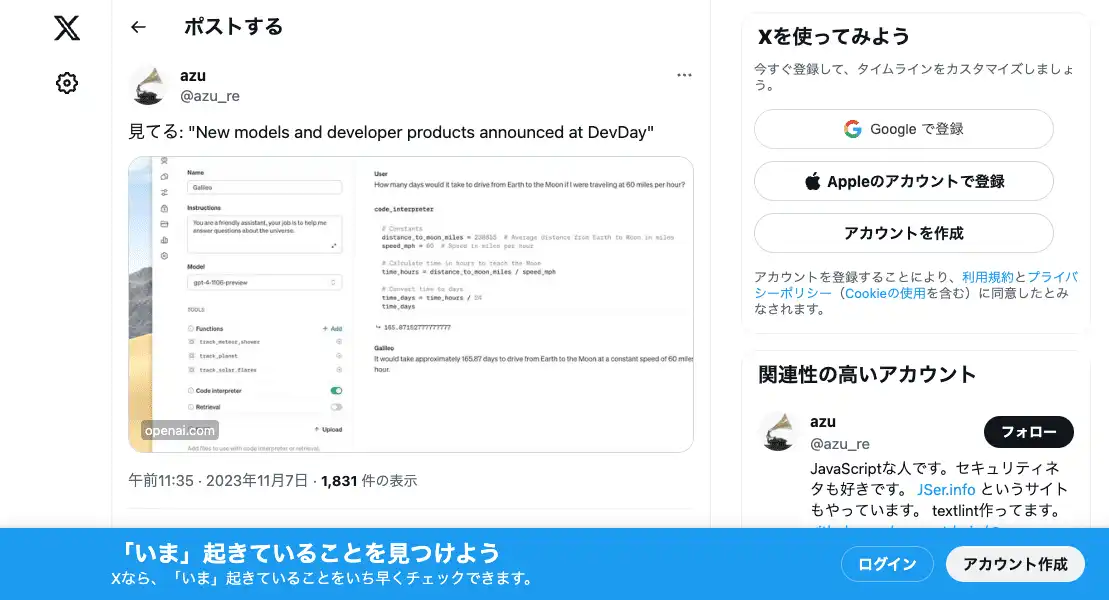 ポストする
azu
@azu_re
見てる: "New models and developer products announced at DevDay"
Name
Galileo
Instructions
You are a friendly assistant, your job is to help me
answer questions about the universe.
Model
gpt-4-1106-preview
TOOLS
Functions
+ Add
track_meteor_shower
track_planet
track_solar_flares
Code interpreter
Retrieval
Upload
Add files to use with code interpreter or retrieval.
User
How many days would it take to drive from Earth to the Moon if I were traveling at 60 miles per hour?
code_interpreter
# Constants
distance_to_moon_miles = 238855 # Average distance from Earth to Moon in miles
speed_mph = 60 # Speed in miles per hour
# Calculate time in hours to reach the Moon
time_hours = distance_to_moon_miles / speed_mph
# Convert time to days
time_days = time_hours / 24
time_days
165.87152777777777
Galileo
It would take approximately 165.87 days to drive from Earth to the Moon at a constant speed of 60 miles
hour.
openai.com
午前11:35 · 2023年11月7日 · 1,831 件の表示
Xを使ってみよう
今すぐ登録して、タイムラインをカスタマイズしましょ
う。
Google で登録
Appleのアカウントで登録
アカウントを作成
アカウントを登録することにより、利用規約とプライバ
シーポリシー（Cookieの使用を含む）に同意したとみ
なされます。
関連性の高いアカウント
azu
@azu_re
フォロー
JavaScriptな人です。セキュリティネ
タも好きです。 JSer.info というサイト
もやっています。 textlint作ってます。
「いま」起きていることを見つけよう
Xなら、「いま」起きていることをいち早くチェックできます。
ログイン
アカウント作成